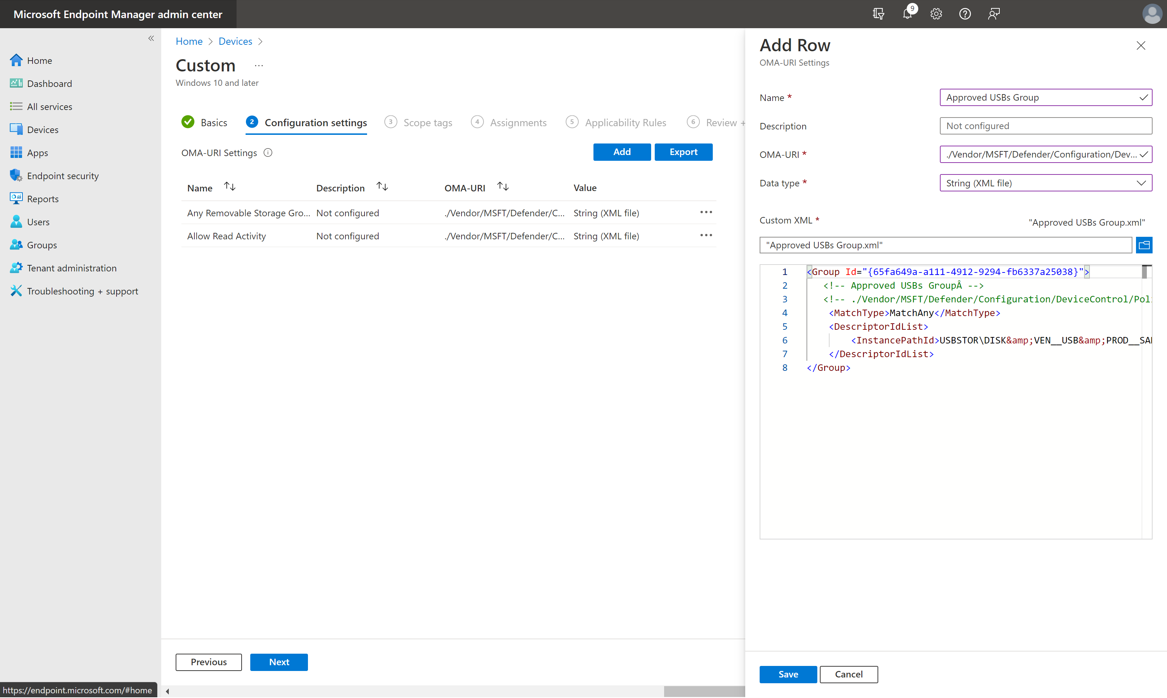 Microsoft Endpoint Manager admin center
9
«
Home
Dashboard
All services
Devices
Apps
Endpoint security
Reports
Users
Groups
Tenant administration
Troubleshooting + support
https://endpoint.microsoft.com/#home
Home > Devices >
Custom ...
Windows 10 and later
Basics 2 Configuration settings 3 Scope tags 4 Assignments 5 Applicability Rules 6 Review +
OMA-URI Settings
Add Export
Name Description OMA-URI Value
Any Removable Storage Gro... Not configured ./Vendor/MSFT/Defender/C... String (XML file) ...
Allow Read Activity Not configured ./Vendor/MSFT/Defender/C... String (XML file) ...
Previous Next
Add Row
OMA-URI Settings
Name * Approved USBs Group
Description Not configured
OMA-URI * ./Vendor/MSFT/Defender/Configuration/Dev...
Data type * String (XML file)
Custom XML * "Approved USBs Group.xml"
"Approved USBs Group.xml"
1 <Group Id="{65fa649a-a111-4912-9294-fb6337a25038}">
2 <!-- Approved USBs GroupÂ -->
3 <!-- ./Vendor/MSFT/Defender/Configuration/DeviceControl/Pol
4 <MatchType>MatchAny</MatchType>
5 <DescriptorIdList>
6 <InstancePathId>USBSTOR\DISK&amp;VEN__USB&amp;PROD__SAN
7 </DescriptorIdList>
8 </Group>
Save Cancel